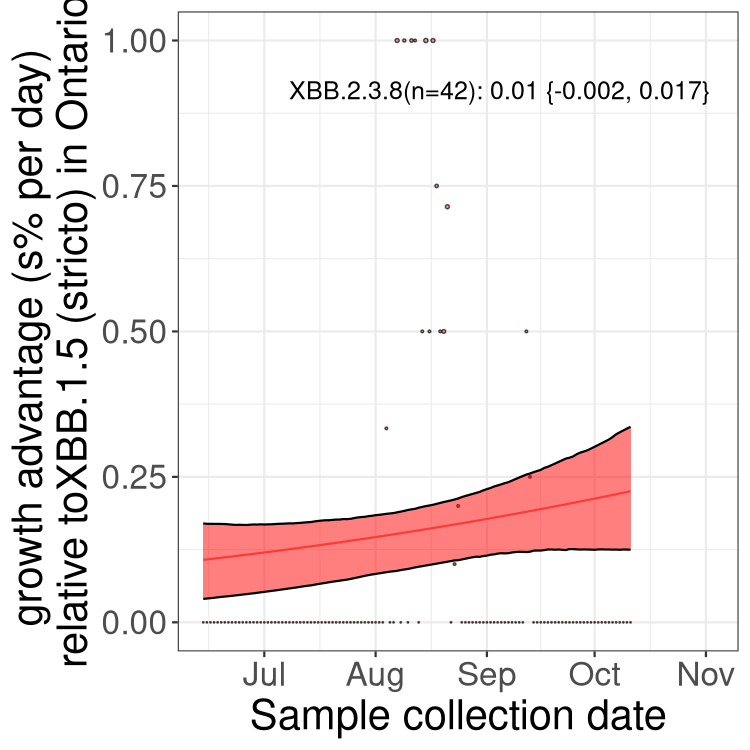 growth advantage (s% per day)
relative toXBB.1.5 (stricto) in Ontario
1.00
0.75
0.50
0.25
0.00
XBB.2.3.8(n=42): 0.01 {-0.002, 0.017}
Jul Aug Sep Oct Nov
Sample collection date